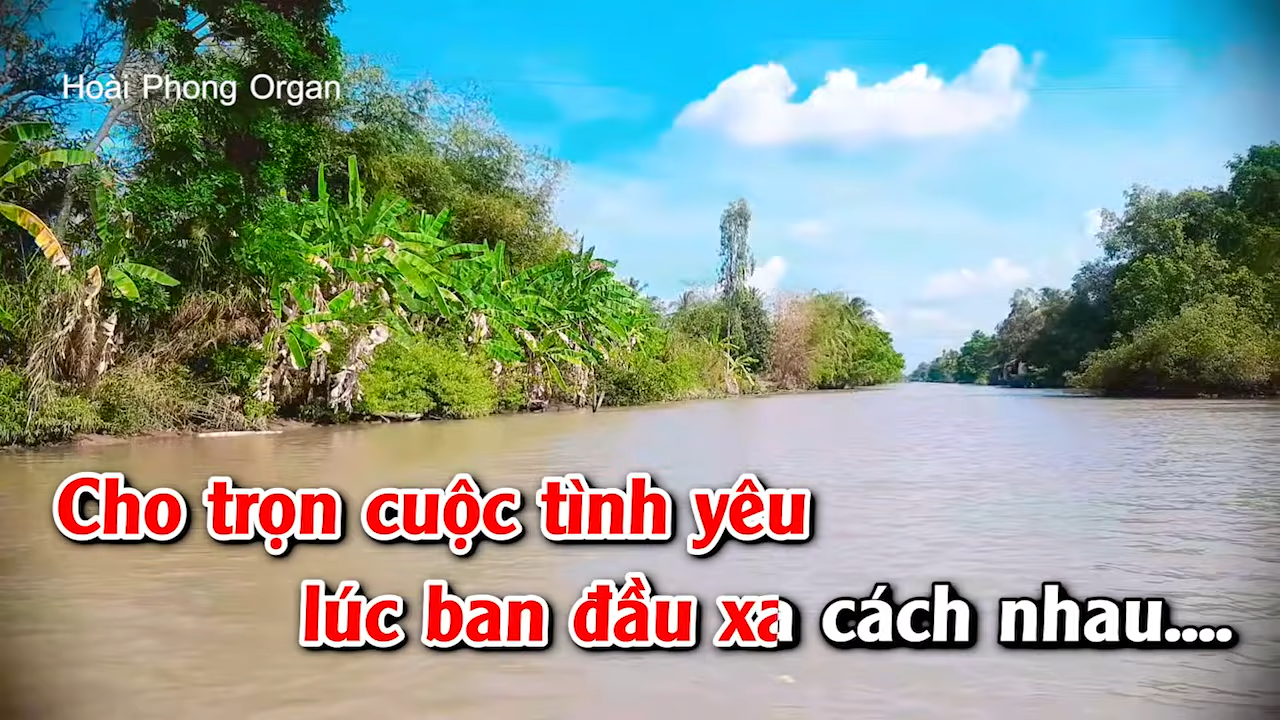 Hoài Phong Organ
Cho trọn cuộc tình yêu
lúc ban đầu xa cách nhau....